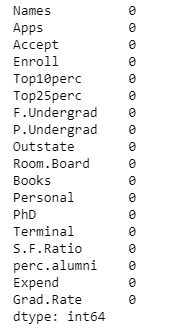 Names 0
Apps 0
Accept 0
Enroll 0
Top10perc 0
Top25perc 0
F.Undergrad 0
P.Undergrad 0
Outstate 0
Room.Board 0
Books 0
Personal 0
PhD 0
Terminal 0
S.F.Ratio 0
perc.alumni 0
Expend 0
Grad.Rate 0
dtype: int64